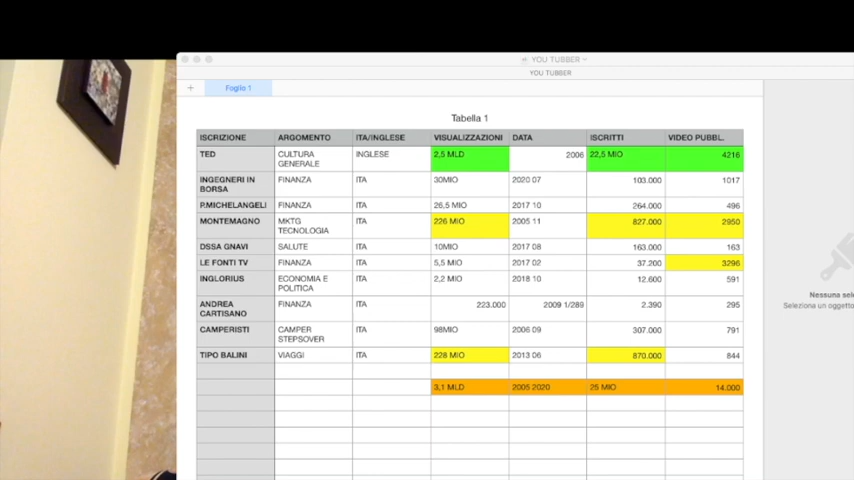 YOU TUBBER
YOU TUBBER
+ Foglio 1
Tabella 1
ISCRIZIONE ARGOMENTO ITA/INGLESE VISUALIZZAZIONI DATA ISCRITTI VIDEO PUBBL.
TED CULTURA GENERALE INGLESE 2,5 MLD 2006 22,5 MIO 4216
INGEGNERI IN BORSA FINANZA ITA 30MIO 2020 07 103.000 1017
P.MICHELANGELI FINANZA ITA 26,5 MIO 2017 10 264.000 496
MONTEMAGNO MKTG TECNOLOGIA ITA 226 MIO 2005 11 827.000 2950
DSSA GNAVI SALUTE ITA 10MIO 2017 08 163.000 163
LE FONTI TV FINANZA ITA 5,5 MIO 2017 02 37.200 3296
INGLORIUS ECONOMIA E POLITICA ITA 2,2 MIO 2018 10 12.600 591
ANDREA CARTISANO FINANZA ITA 223.000 2009 1/289 2.390 295
CAMPERISTI CAMPER STEPSOVER ITA 98MIO 2006 09 307.000 791
TIPO BALINI VIAGGI ITA 228 MIO 2013 06 870.000 844
3,1 MLD 2005 2020 25 MIO 14.000
Nessuna
Seleziona un oggetto